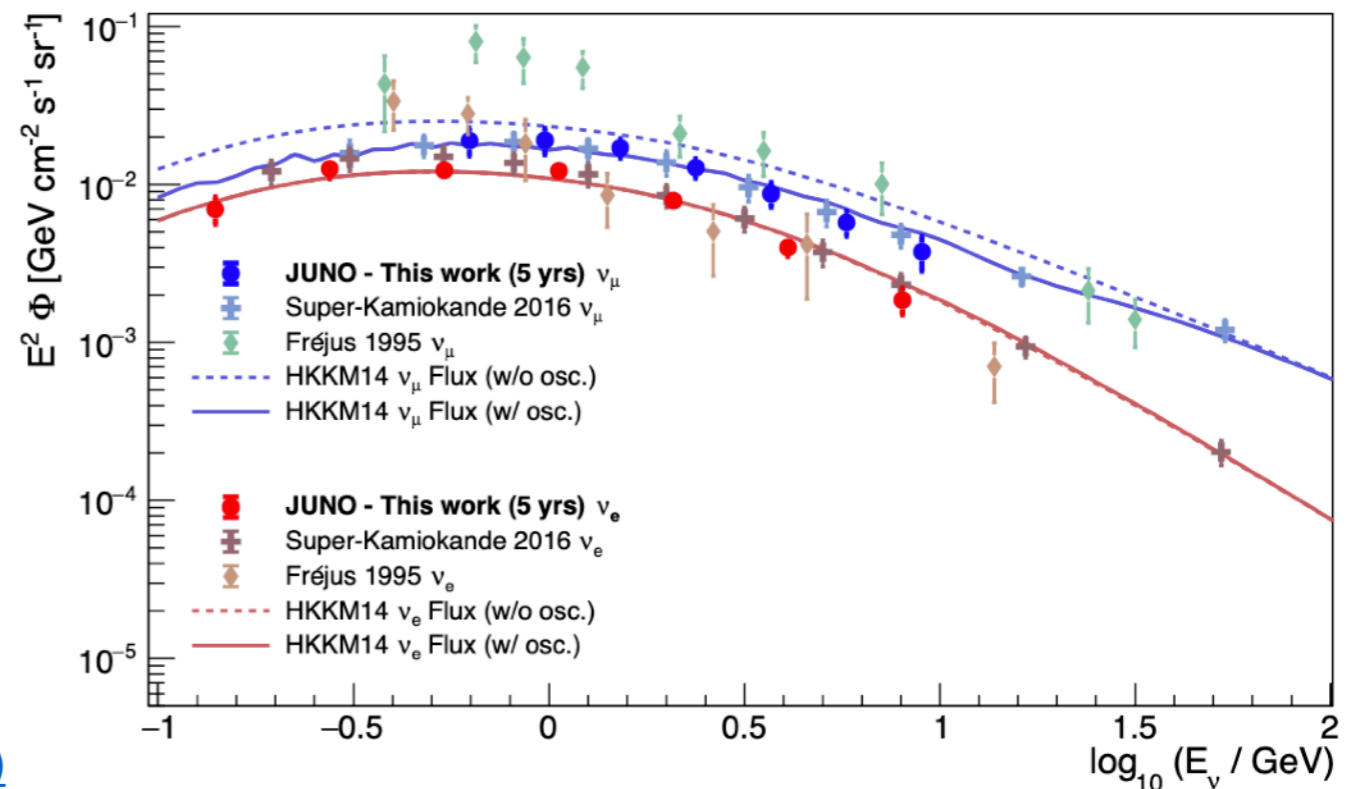 E² Φ [GeV cm⁻² s⁻¹ sr⁻¹]
10⁻¹
10⁻²
10⁻³
10⁻⁴
10⁻⁵
JUNO - This work (5 yrs) νμ
Super-Kamiokande 2016 νμ
Fréjus 1995 νμ
HKKM14 νμ Flux (w/o osc.)
HKKM14 νμ Flux (w/ osc.)
JUNO - This work (5 yrs) νₑ
Super-Kamiokande 2016 νₑ
Fréjus 1995 νₑ
HKKM14 νₑ Flux (w/o osc.)
HKKM14 νₑ Flux (w/ osc.)
−1 −0.5 0 0.5 1 1.5 2
log₁₀ (Eᵥ / GeV)
)